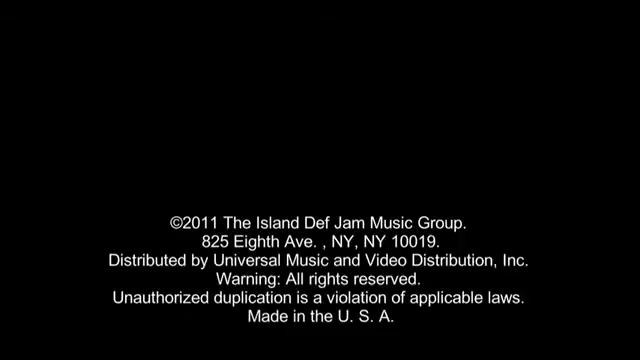 ©2011 The Island Def Jam Music Group.
825 Eighth Ave. , NY, NY 10019.
Distributed by Universal Music and Video Distribution, Inc.
Warning: All rights reserved.
Unauthorized duplication is a violation of applicable laws.
Made in the U. S. A.